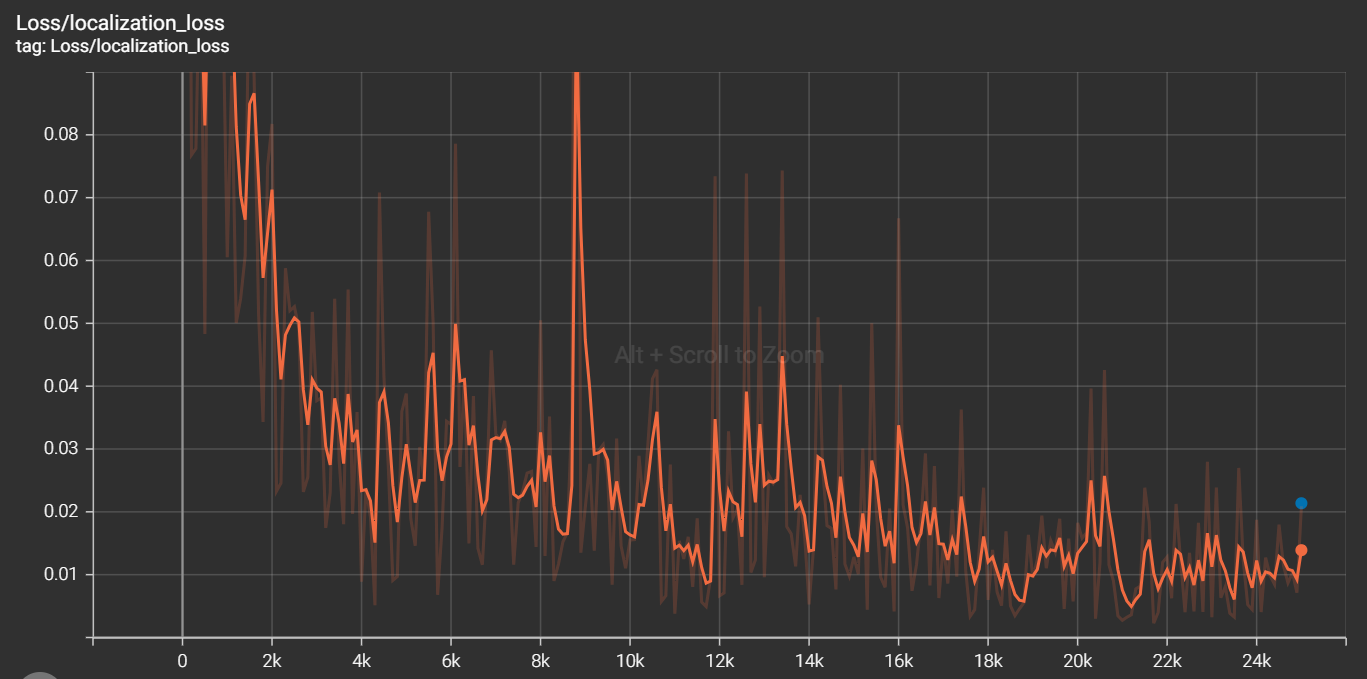 Loss/localization_loss
tag: Loss/localization_loss
0.08
0.07
0.06
0.05
Alt + Scroll to Zoom
0.04
0.03
0.02
0.01
0 2k 4k 6k 8k 10k 12k 14k 16k 18k 20k 22k 24k